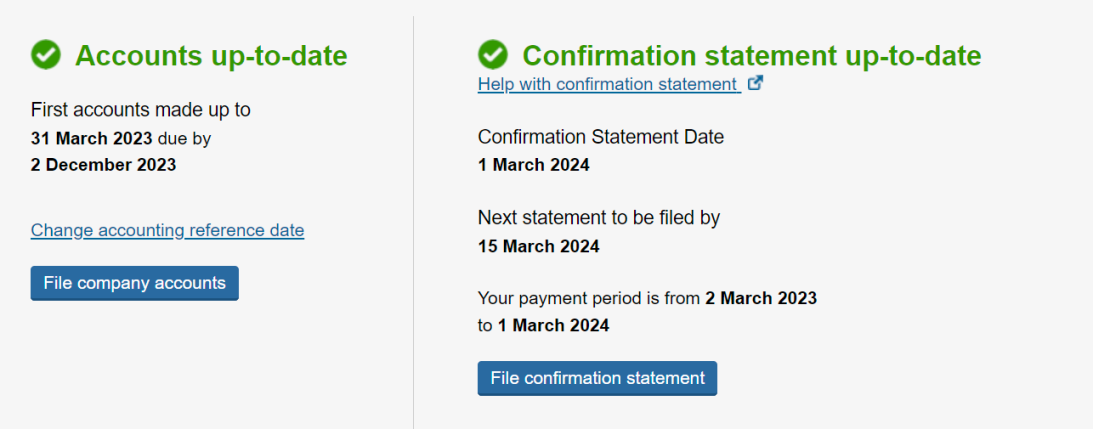 Accounts up-to-date
First accounts made up to
31 March 2023 due by
2 December 2023
Change accounting reference date
File company accounts
Confirmation statement up-to-date
Help with confirmation statement
Confirmation Statement Date
1 March 2024
Next statement to be filed by
15 March 2024
Your payment period is from 2 March 2023
to 1 March 2024
File confirmation statement